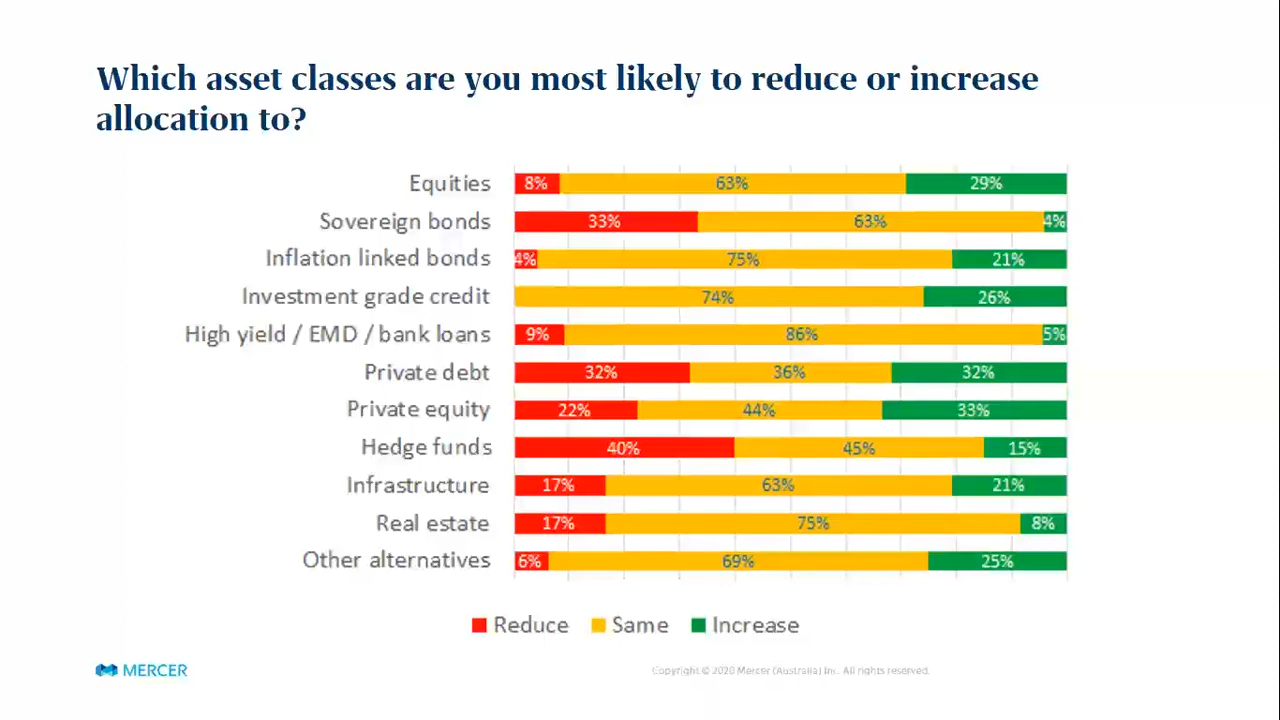 Which asset classes are you most likely to reduce or increase
allocation to?
Equities 8% 63% 29%
Sovereign bonds 33% 63% 4%
Inflation linked bonds 4% 75% 21%
Investment grade credit 74% 26%
High yield / EMD / bank loans 9% 86% 5%
Private debt 32% 36% 32%
Private equity 22% 44% 33%
Hedge funds 40% 45% 15%
Infrastructure 17% 63% 21%
Real estate 17% 75% 8%
Other alternatives 6% 69% 25%
Reduce Same Increase
MERCER Copyright © 2020 Mercer (Australia) Inc. All rights reserved.